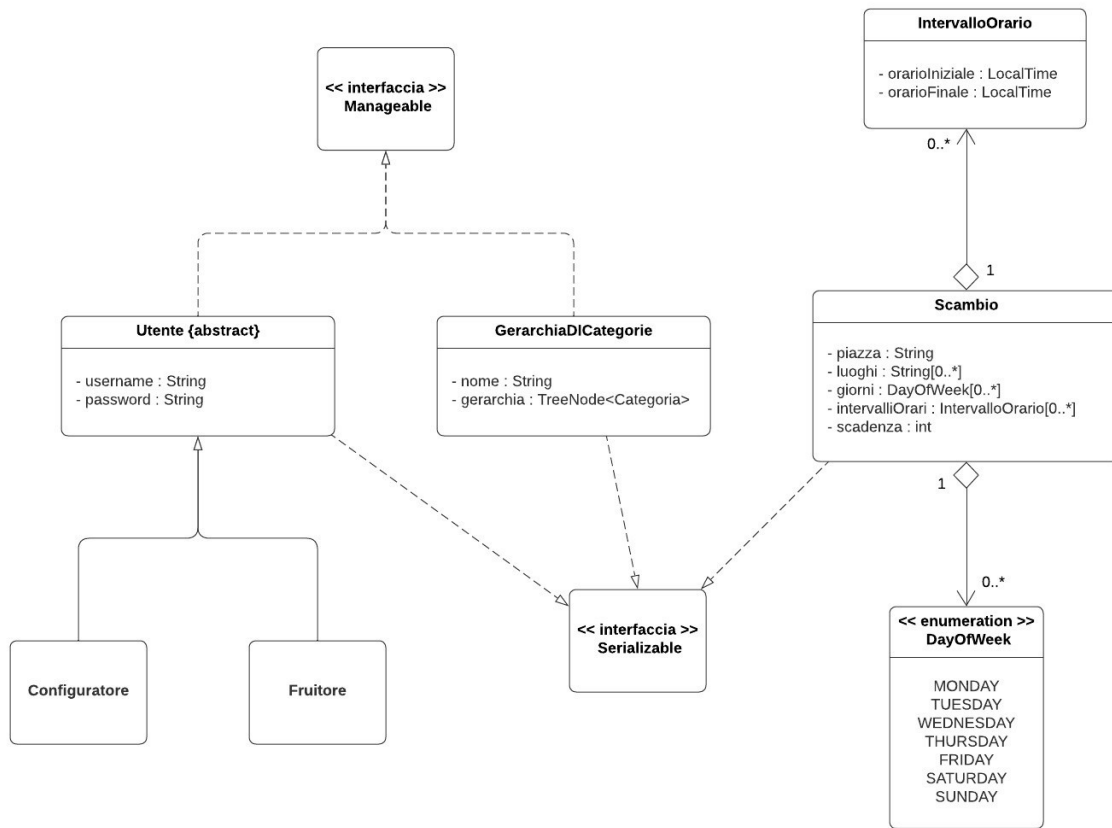 IntervalloOrario
- orarioIniziale : LocalTime
- orarioFinale : LocalTime
<< interfaccia >>
Manageable
0..*
1
Utente {abstract}
- username : String
- password : String
GerarchiaDICategorie
- nome : String
- gerarchia : TreeNode<Categoria>
Scambio
- piazza : String
- luoghi : String[0..*]
- giorni : DayOfWeek[0..*]
- intervalliOrari : IntervalloOrario[0..*]
- scadenza : int
1
0..*
<< interfaccia >>
Serializable
<< enumeration >>
DayOfWeek
MONDAY
TUESDAY
WEDNESDAY
THURSDAY
FRIDAY
SATURDAY
SUNDAY
Configuratore
Fruitore